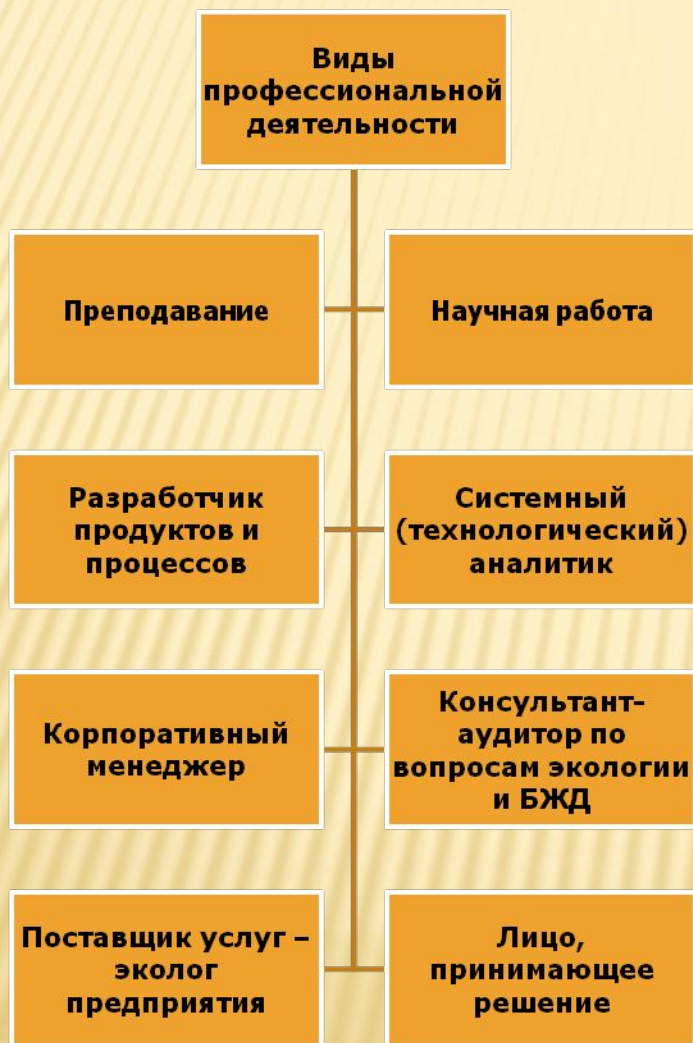 Виды
профессиональной
деятельности
Преподавание
Научная работа
Разработчик
продуктов и
процессов
Системный
(технологический)
аналитик
Корпоративный
менеджер
Консультант-
аудитор по
вопросам экологии
и БЖД
Поставщик услуг –
эколог
предприятия
Лицо,
принимающее
решение